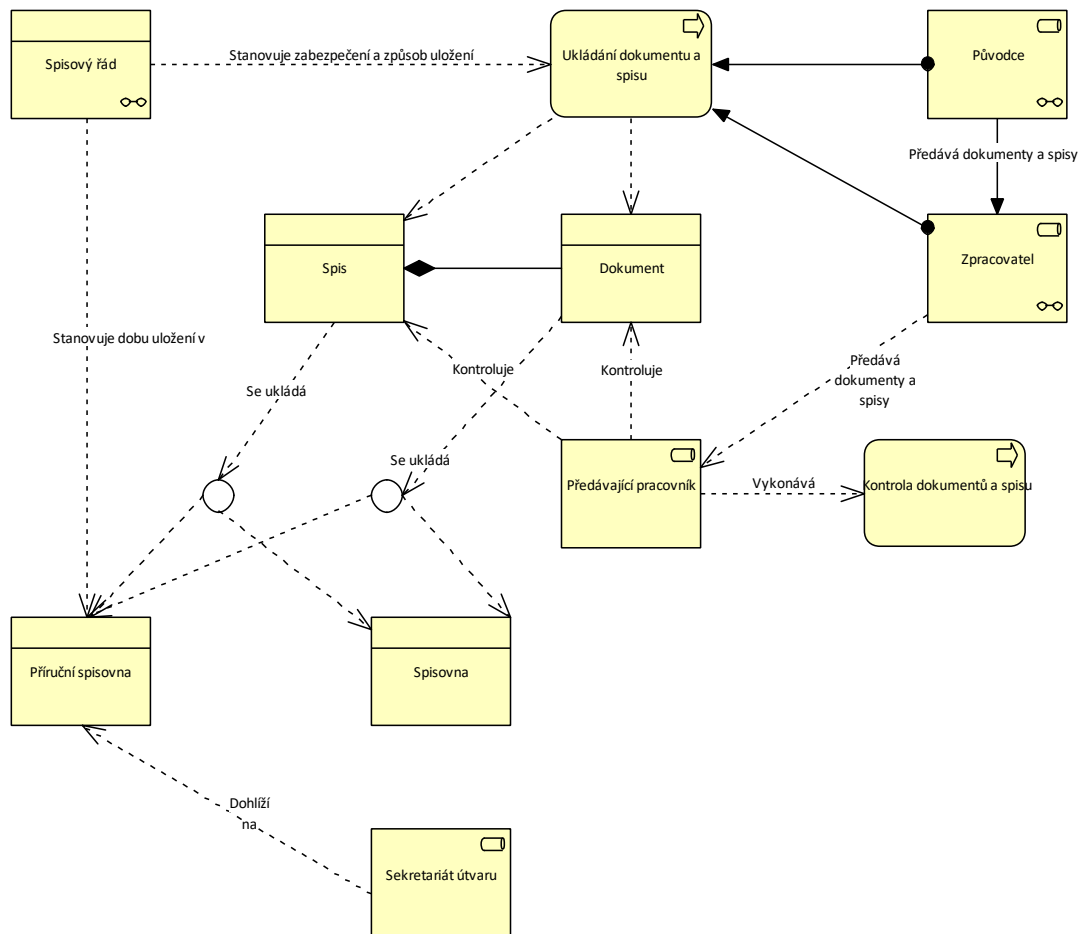 Spisový řád
Stanovuje zabezpečení a způsob uložení
Ukládání dokumentu a
spisu
Původce
Předává dokumenty a spisy
Spis
Dokument
Zpracovatel
Stanovuje dobu uložení v
Se ukládá
Kontroluje
Kontroluje
Předává
dokumenty a
spisy
Se ukládá
Předávající pracovník
Vykonává
Kontrola dokumentů a spisu
Příruční spisovna
Spisovna
Dohlíží
na
Sekretariát útvaru